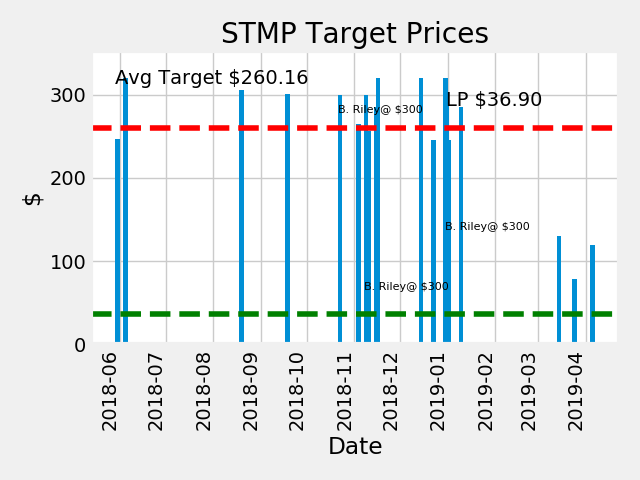 STMP Target Prices
Avg Target $260.16
LP $36.90
B. Riley@ $300
B. Riley@ $300
B. Riley@ $300
$
300
200
100
0
2018-06
2018-07
2018-08
2018-09
2018-10
2018-11
2018-12
2019-01
2019-02
2019-03
2019-04
Date